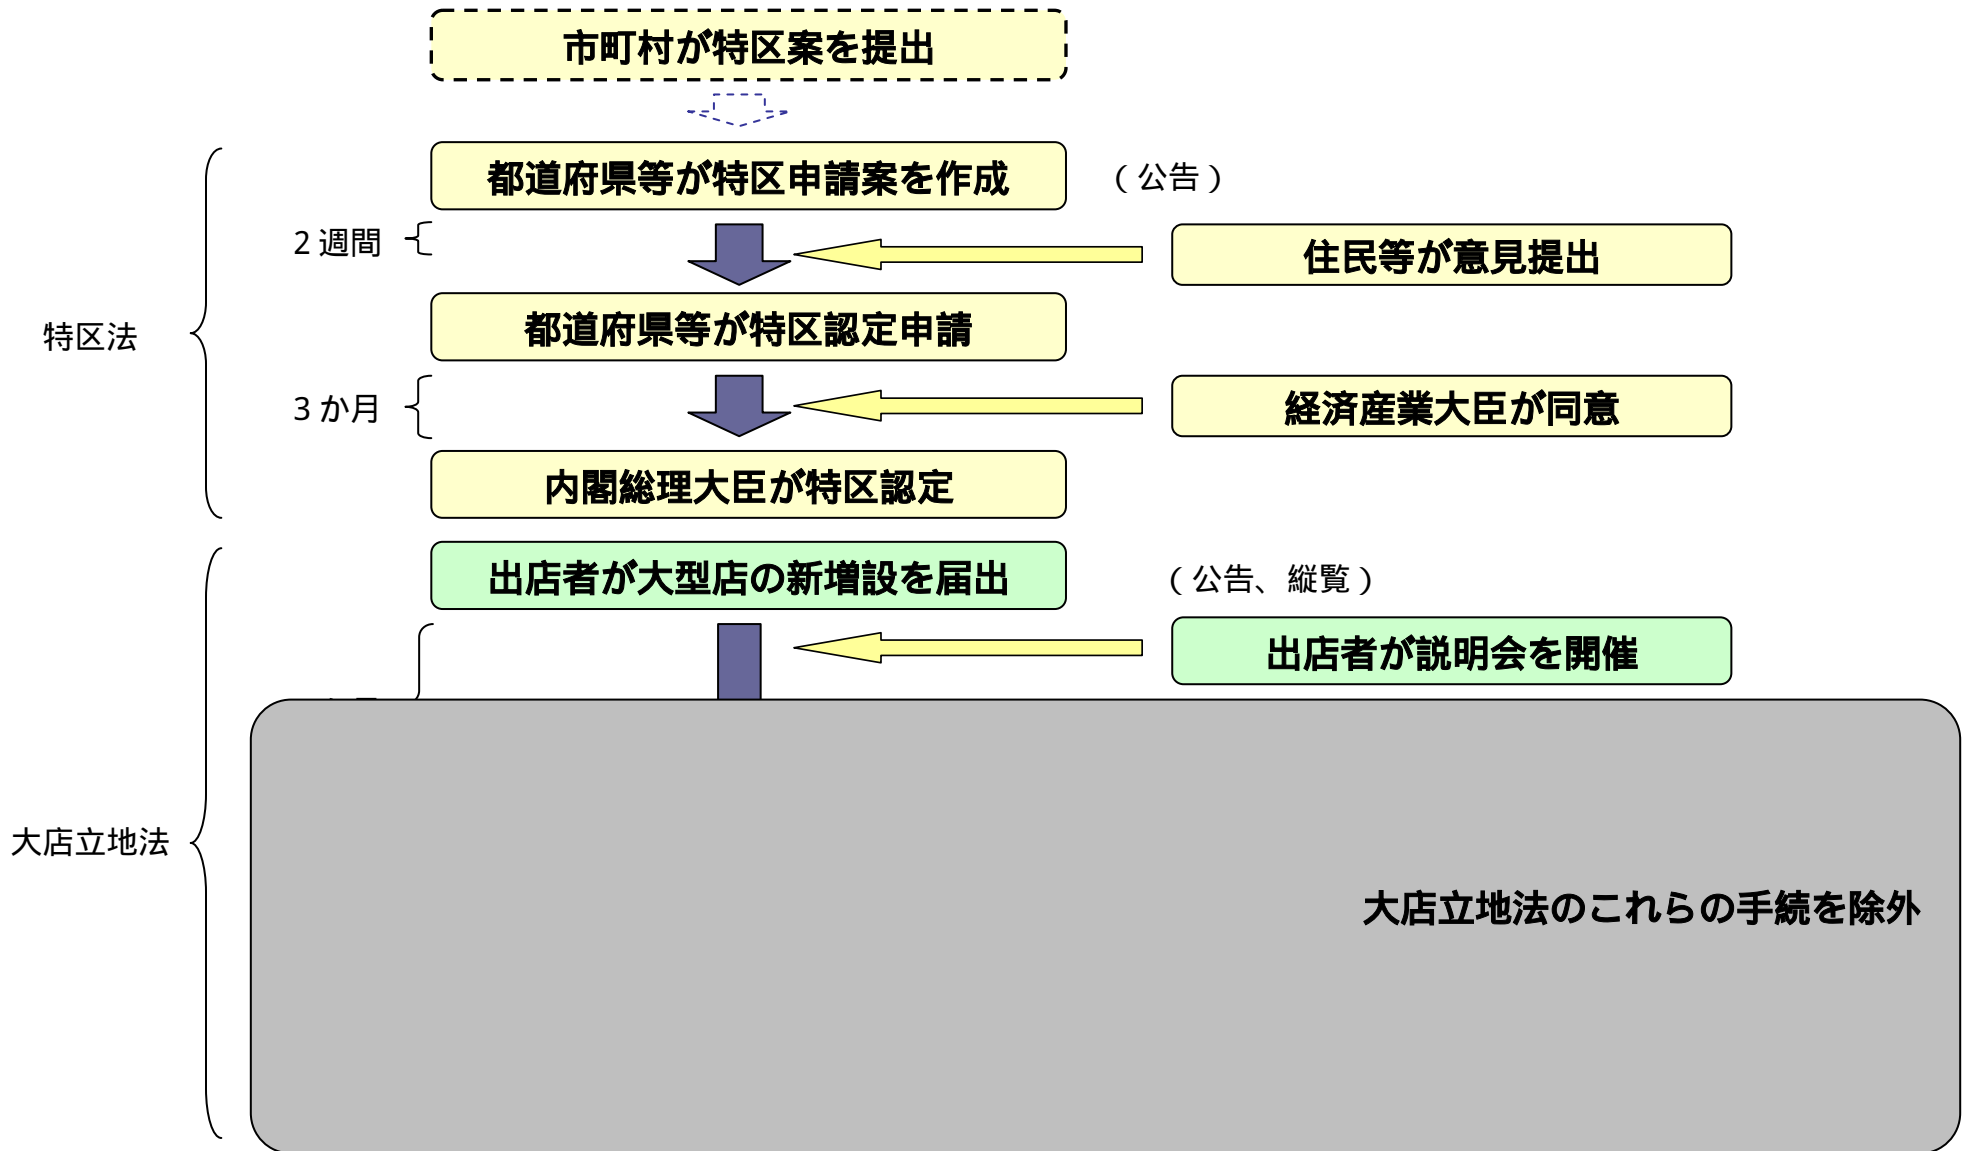 市町村が特区案を提出
都道府県等が特区申請案を作成
（公告）
2週間
住民等が意見提出
都道府県等が特区認定申請
特区法
3か月
経済産業大臣が同意
内閣総理大臣が特区認定
出店者が大型店の新増設を届出
（公告、縦覧）
出店者が説明会を開催
大店立地法
大店立地法のこれらの手続を除外